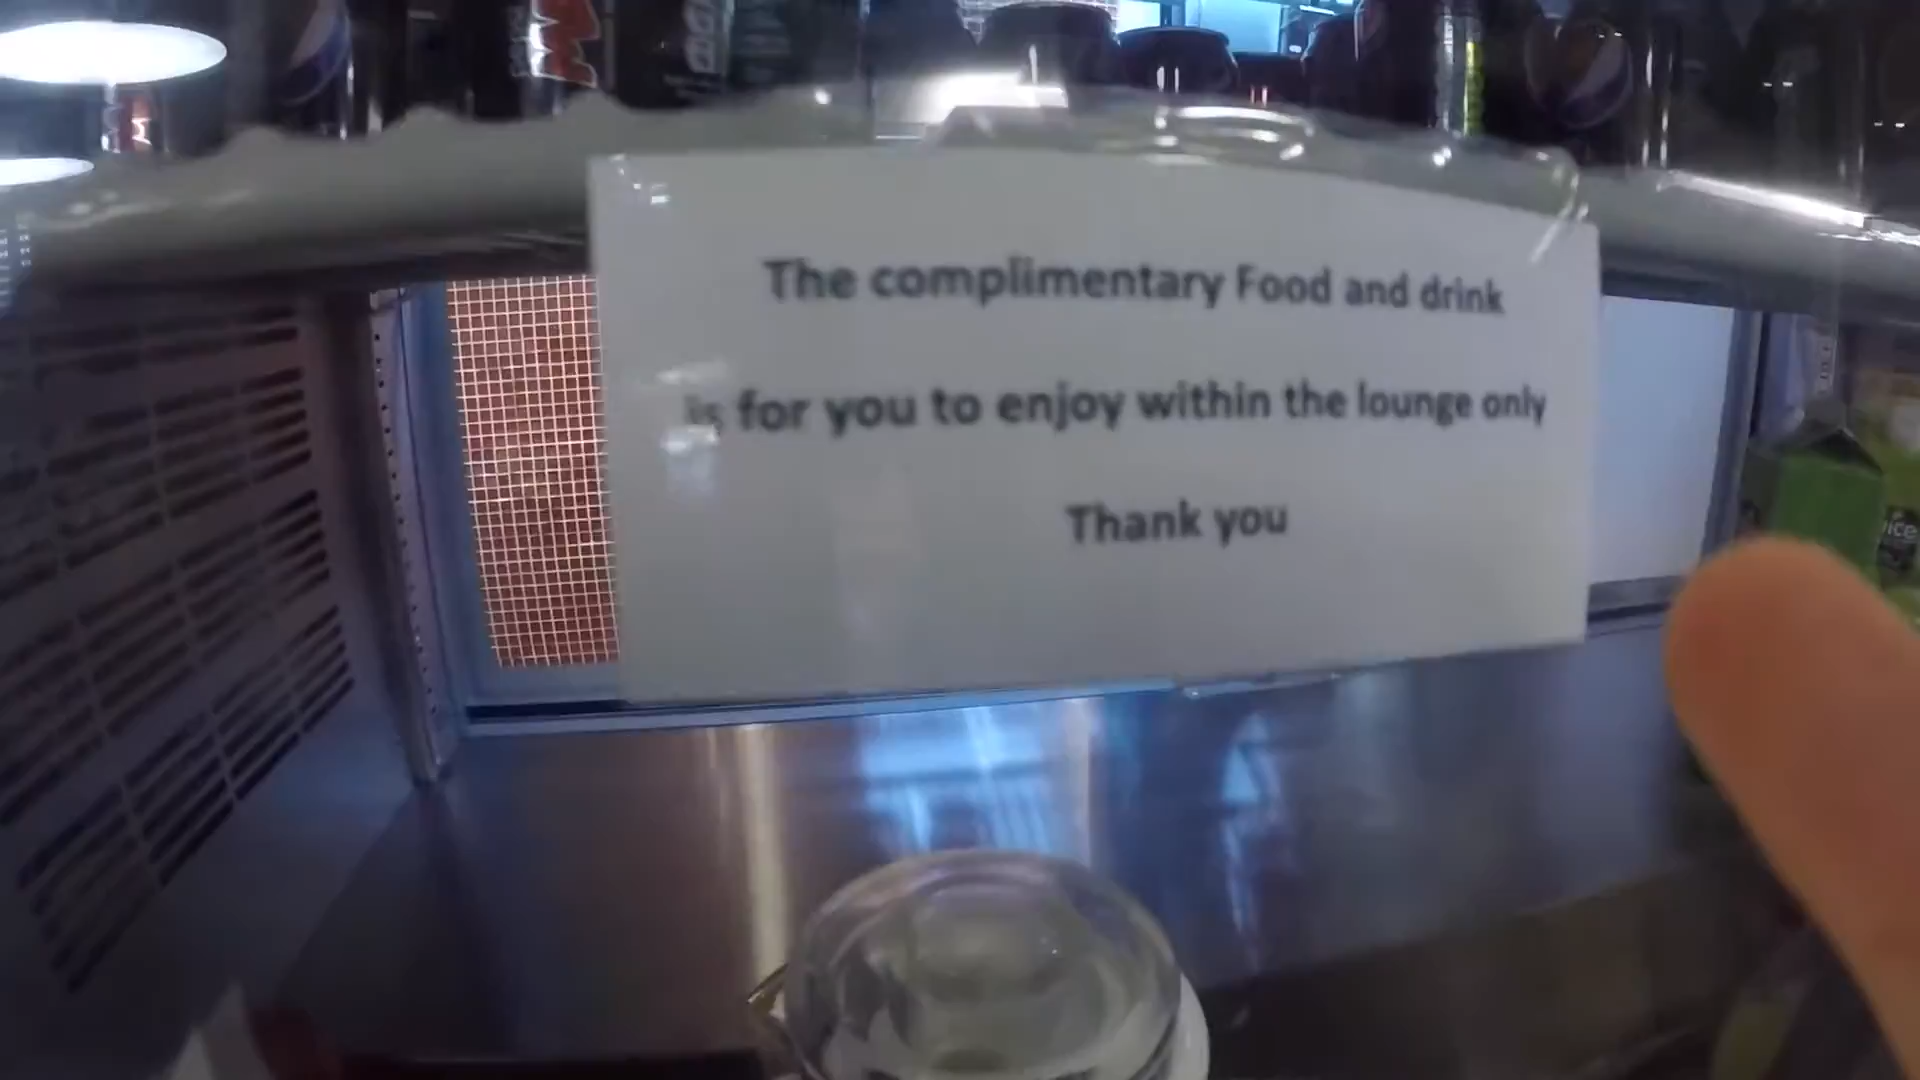 The complimentary Food and drink
is for you to enjoy within the lounge only
Thank you